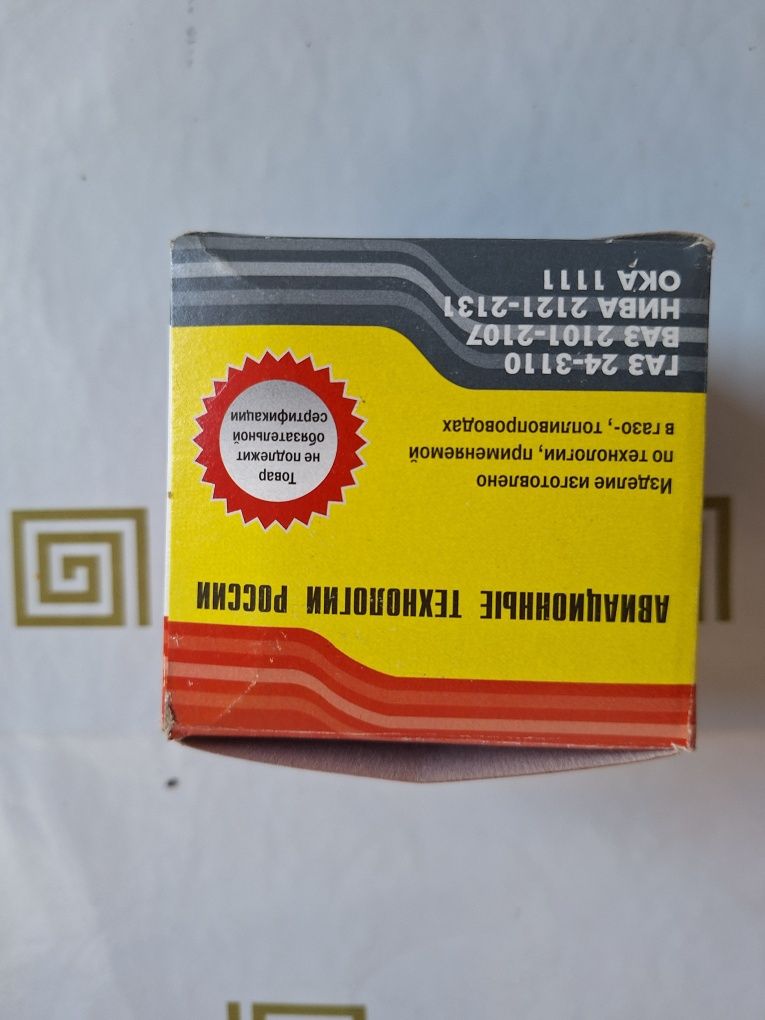 АВИАЦИОННЫЕ ТЕХНОЛОГИИ РОССИИ
Изделие изготовлено
по технологии, применяемой
в газо-, топливопроводах
Товар
не подлежит
обязательной
сертификации
ГАЗ 24-3110
ВАЗ 2101-2107
НИВА 2121-2131
ОКА 1111